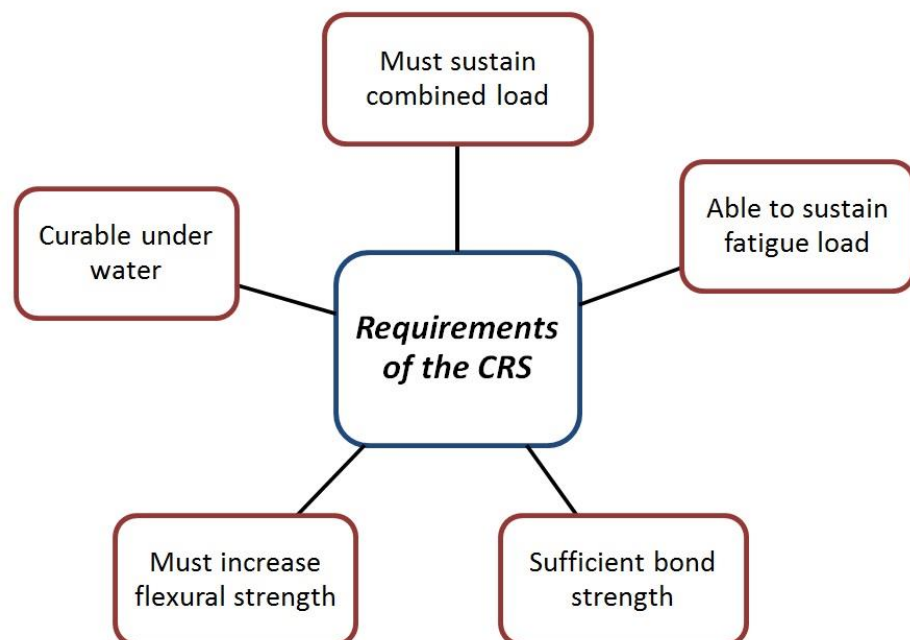 Must sustain
combined load
Able to sustain
fatigue load
Curable under
water
Requirements
of the CRS
Must increase
flexural strength
Sufficient bond
strength